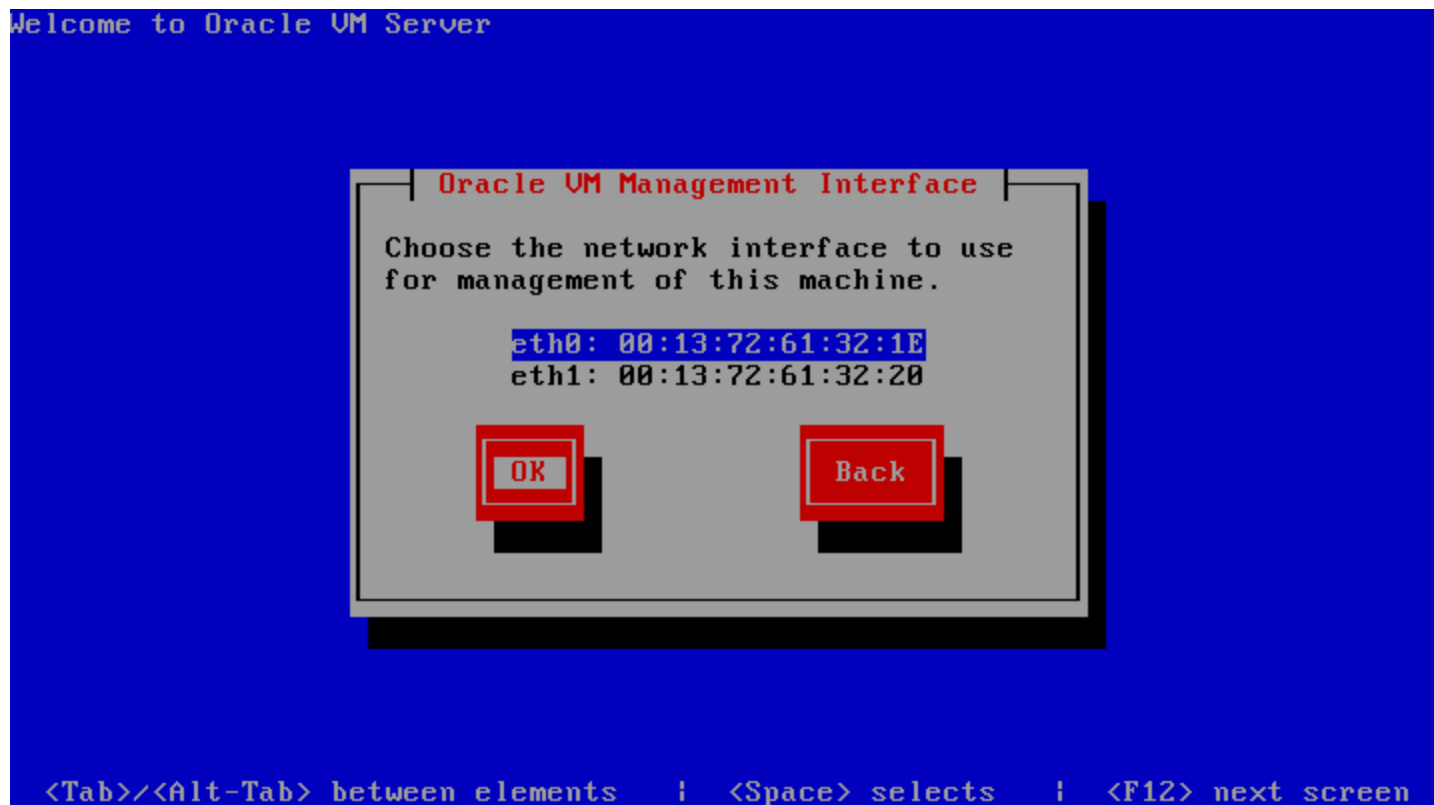 Welcome to Oracle VM Server
Oracle VM Management Interface
Choose the network interface to use
for management of this machine.
eth0: 00:13:72:61:32:1E
eth1: 00:13:72:61:32:20
OK Back
<Tab>/<Alt-Tab> between elements | <Space> selects | <F12> next screen